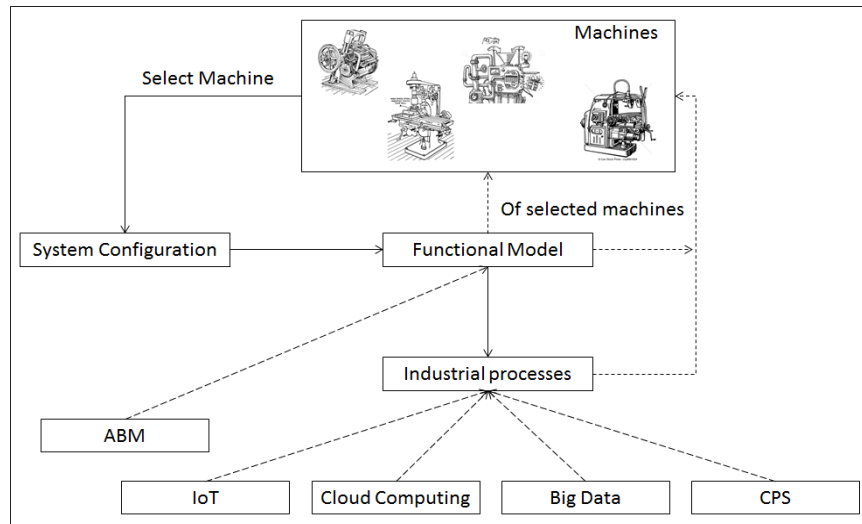 Machines
Select Machine
Of selected machines
System Configuration
Functional Model
Industrial processes
ABM
IoT
Cloud Computing
Big Data
CPS